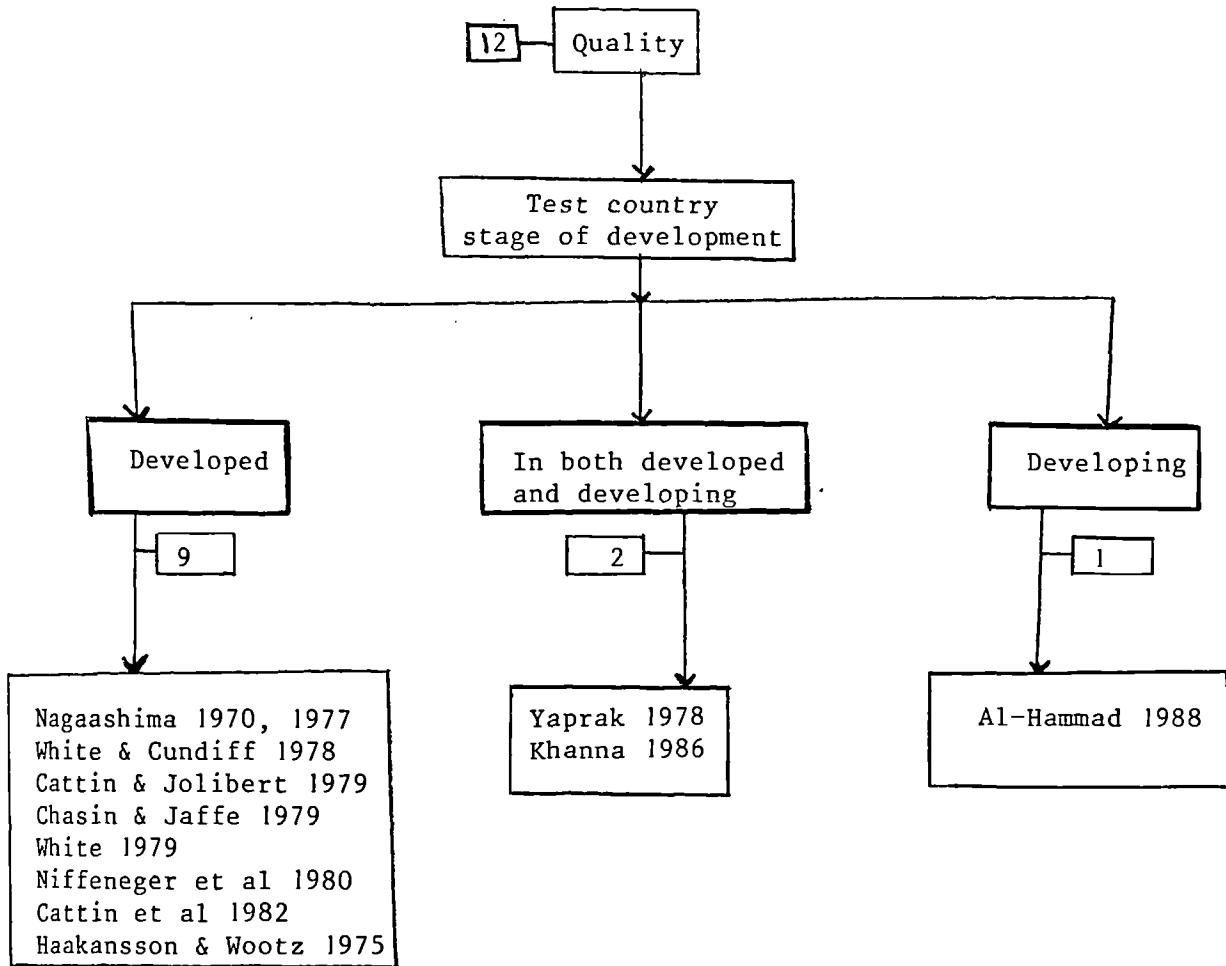 12
Quality
Test country
stage of development
Developed
In both developed
and developing
Developing
9
2
1
Nagaashima 1970, 1977
White & Cundiff 1978
Cattin & Jolibert 1979
Chasin & Jaffe 1979
White 1979
Niffeneger et al 1980
Cattin et al 1982
Haakansson & Wootz 1975
Yaprak 1978
Khanna 1986
Al-Hammad 1988